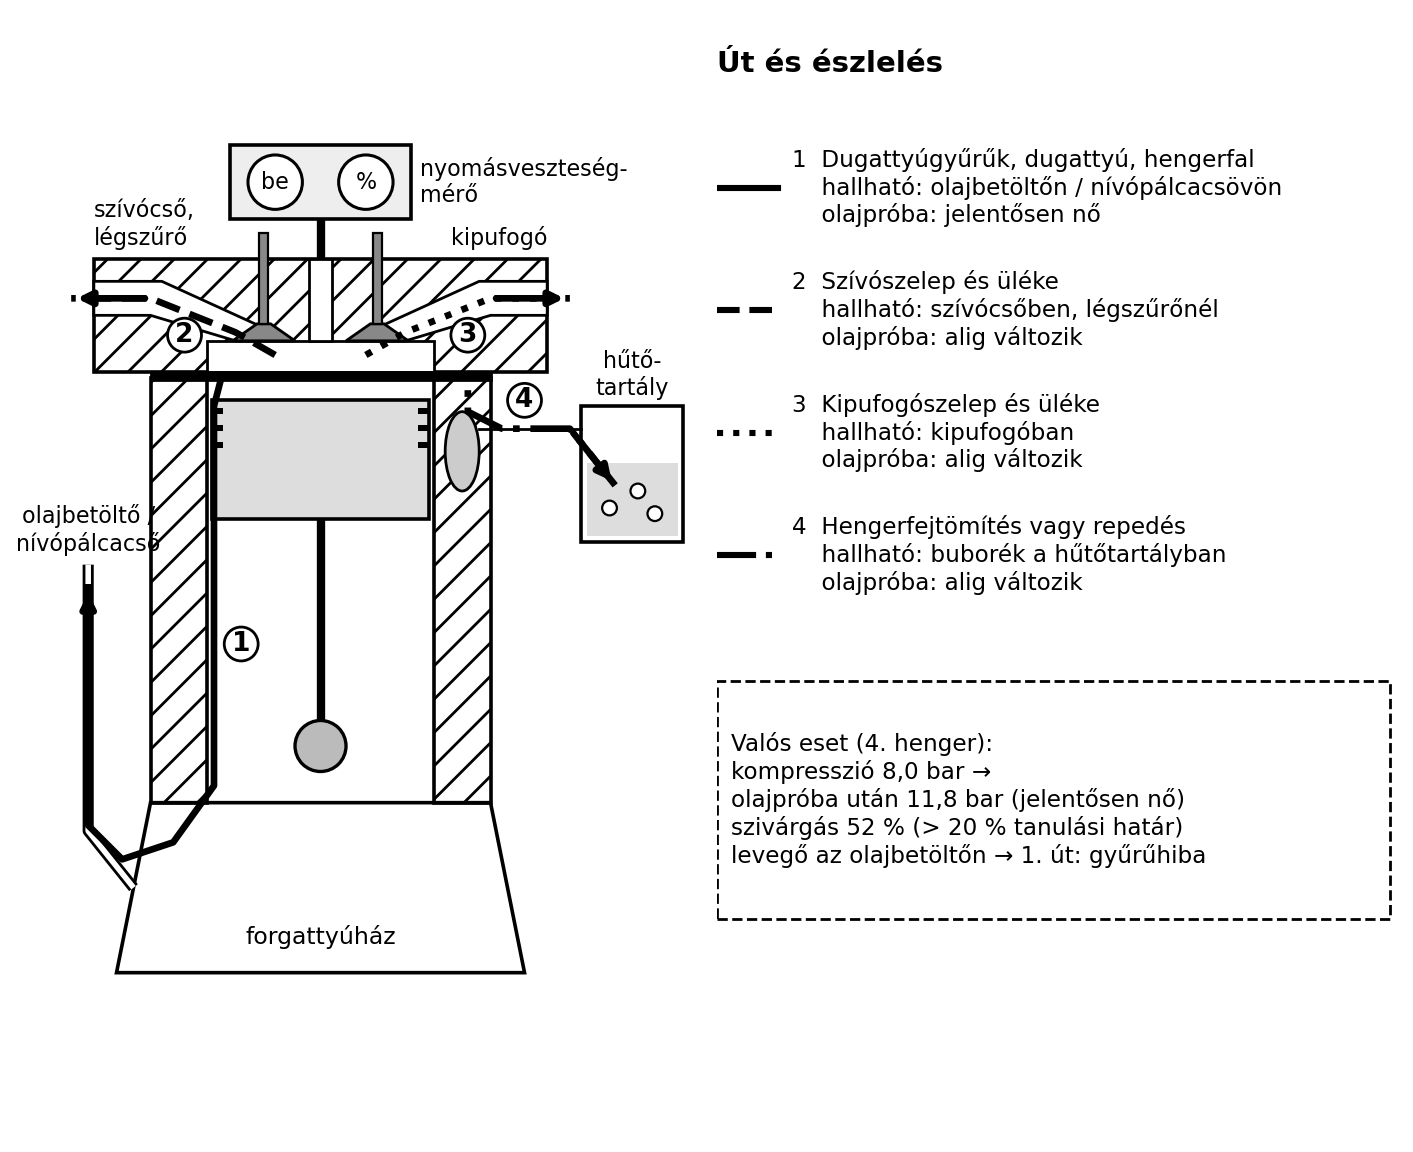 Út és észlelés
be
%
nyomásveszteség-
mérő
szívócső,
légszűrő
kipufogó
2
3
hűtő-
tartály
4
olajbetöltő /
nívópálcacső
1
forgattyúház
1 Dugattyúgyűrűk, dugattyú, hengerfal
hallható: olajbetöltőn / nívópálcacsövön
olajpróba: jelentősen nő
2 Szívószelep és üléke
hallható: szívócsőben, légszűrőnél
olajpróba: alig változik
3 Kipufogószelep és üléke
hallható: kipufogóban
olajpróba: alig változik
4 Hengerfejtömítés vagy repedés
hallható: buborék a hűtőtartályban
olajpróba: alig változik
Valós eset (4. henger):
kompresszió 8,0 bar →
olajpróba után 11,8 bar (jelentősen nő)
szivárgás 52 % (> 20 % tanulási határ)
levegő az olajbetöltőn → 1. út: gyűrűhiba